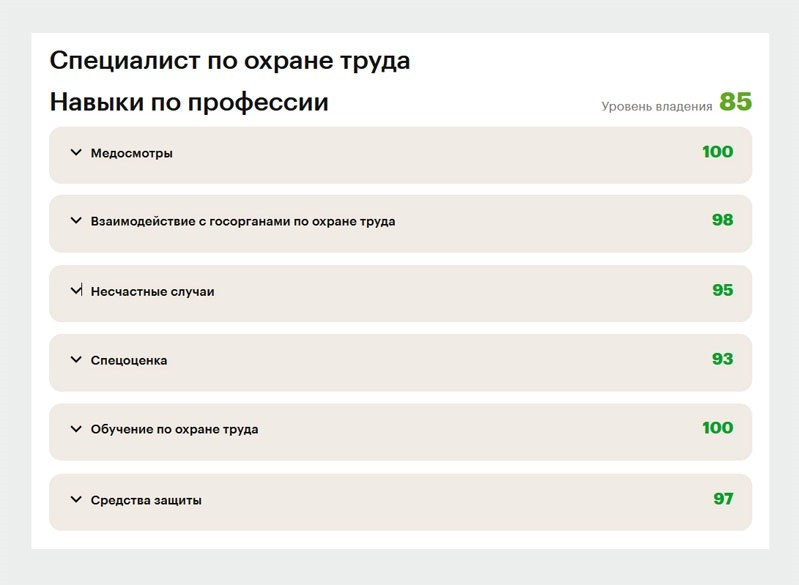 Специалист по охране труда
Навыки по профессии
Уровень владения 85
Медосмотры 100
Взаимодействие с госорганами по охране труда 98
Несчастные случаи 95
Спецоценка 93
Обучение по охране труда 100
Средства защиты 97